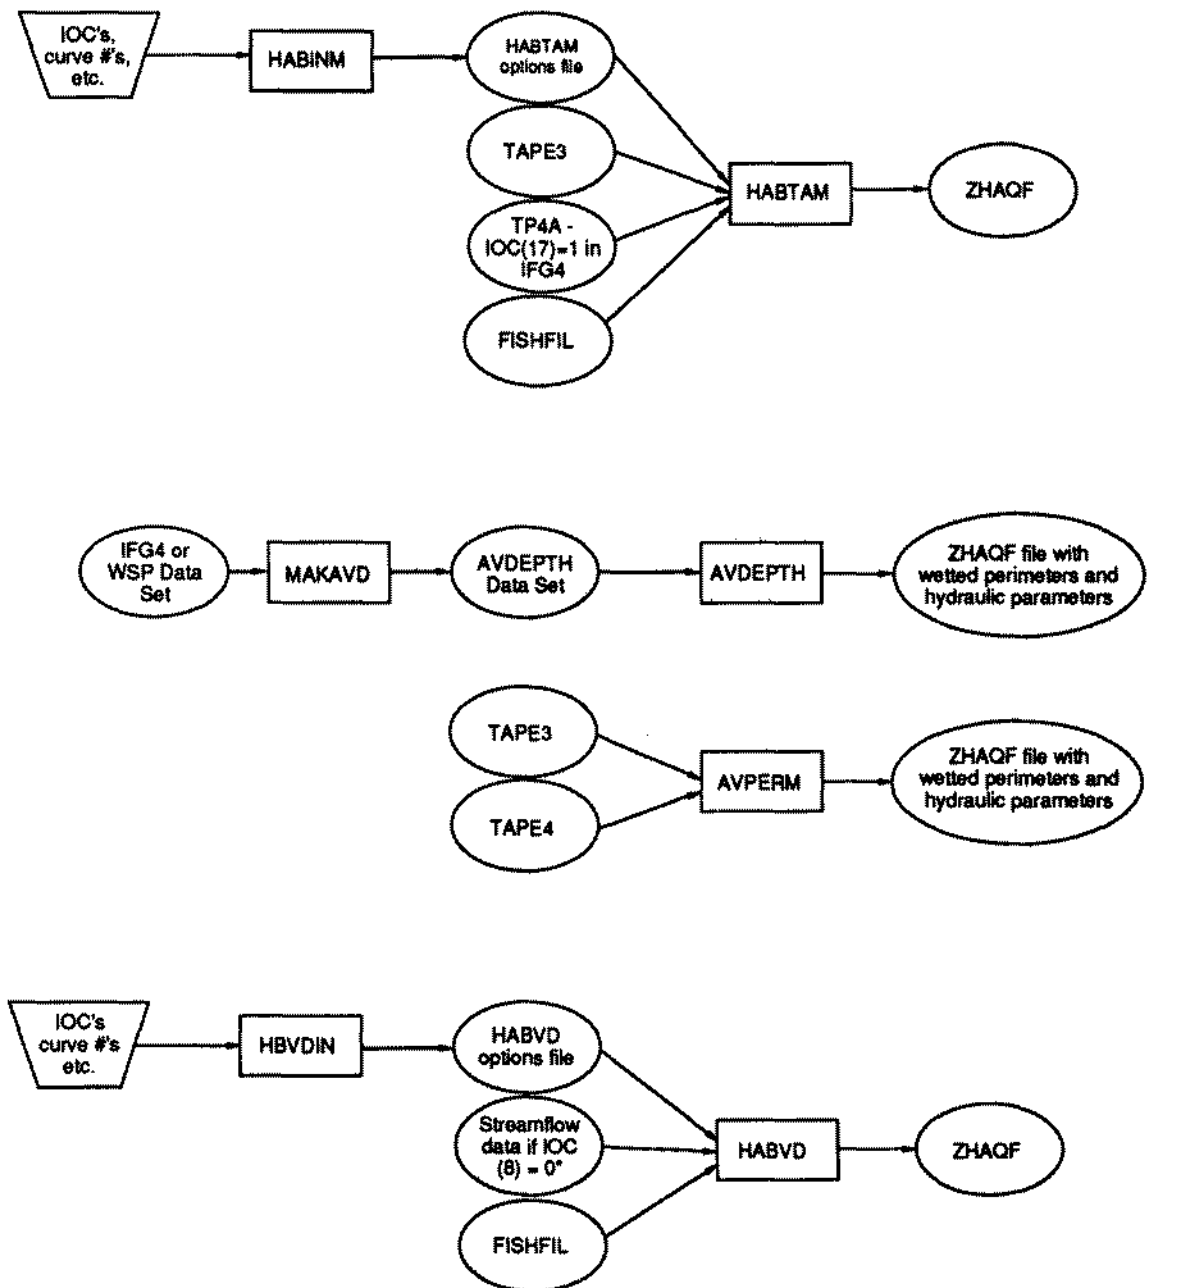 IOC's,
curve #'s,
etc.
HABINM
HABTAM
options file
TAPE3
TP4A -
IOC(17)=1 in
IFG4
FISHFIL
HABTAM
ZHAQF
IFG4 or
WSP Data
Set
MAKAVD
AVDEPTH
Data Set
AVDEPTH
ZHAQF file with
wetted perimeters and
hydraulic parameters
TAPE3
TAPE4
AVPERM
ZHAQF file with
wetted perimeters and
hydraulic parameters
IOC's
curve #'s
etc.
HBVDIN
HABVD
options file
Streamflow
data if IOC
(8) = 0*
FISHFIL
HABVD
ZHAQF